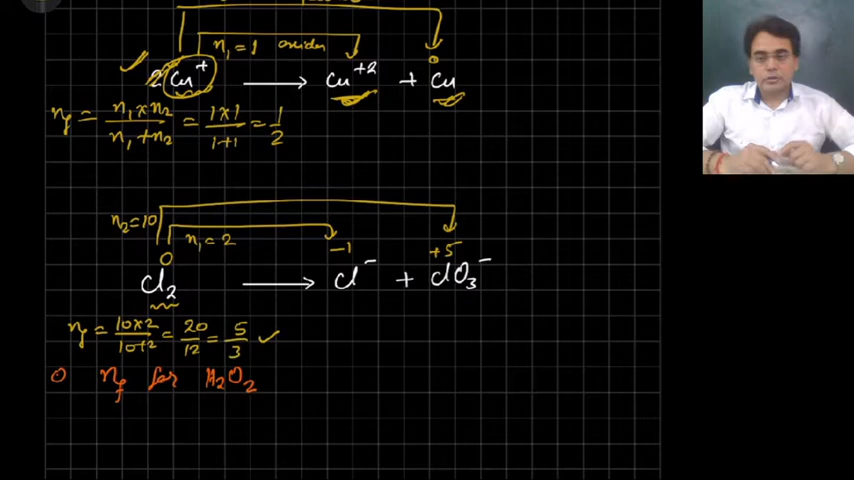 n₁ = 1 oxidn
2Cu⁺ ⟶ Cu⁺² + Cu
0
n_f = n₁×n₂ / n₁+n₂ = 1×1 / 1+1 = 1/2
n₂=10
n₁ = 2
0 -1 +5
Cl₂ ⟶ Cl⁻ + ClO₃⁻
n_f = 10×2 / 10+2 = 20/12 = 5/3 ✓
n_f for H₂O₂